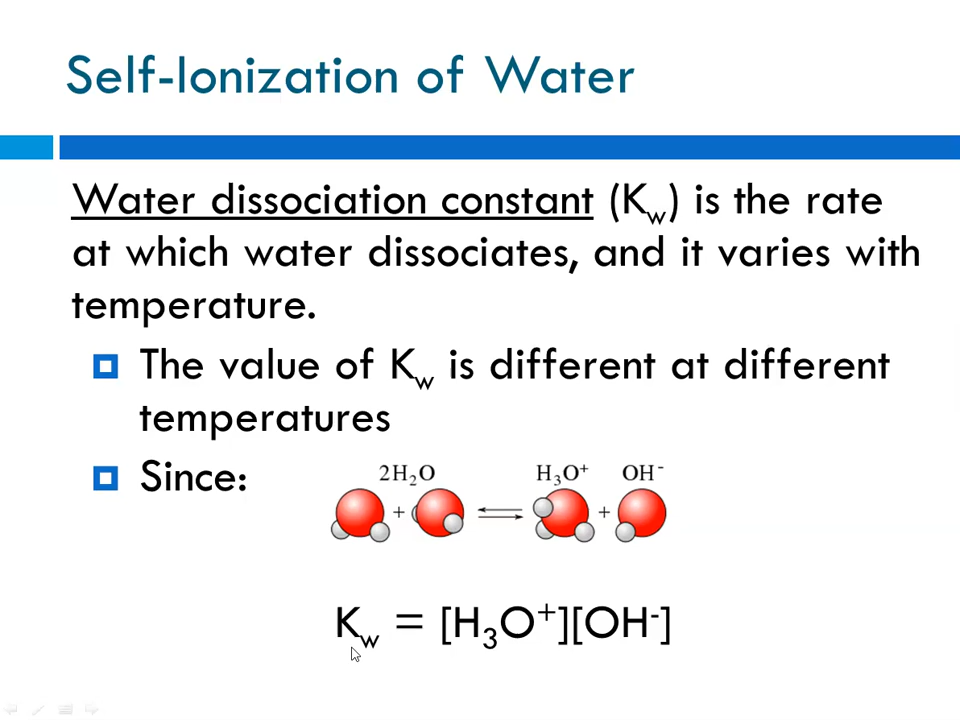 Self-Ionization of Water
Water dissociation constant (Kw) is the rate
at which water dissociates, and it varies with
temperature.
The value of Kw is different at different
temperatures
Since:
2H₂O H₃O⁺ OH⁻
+ ⇌ +
Kw = [H₃O⁺][OH⁻]